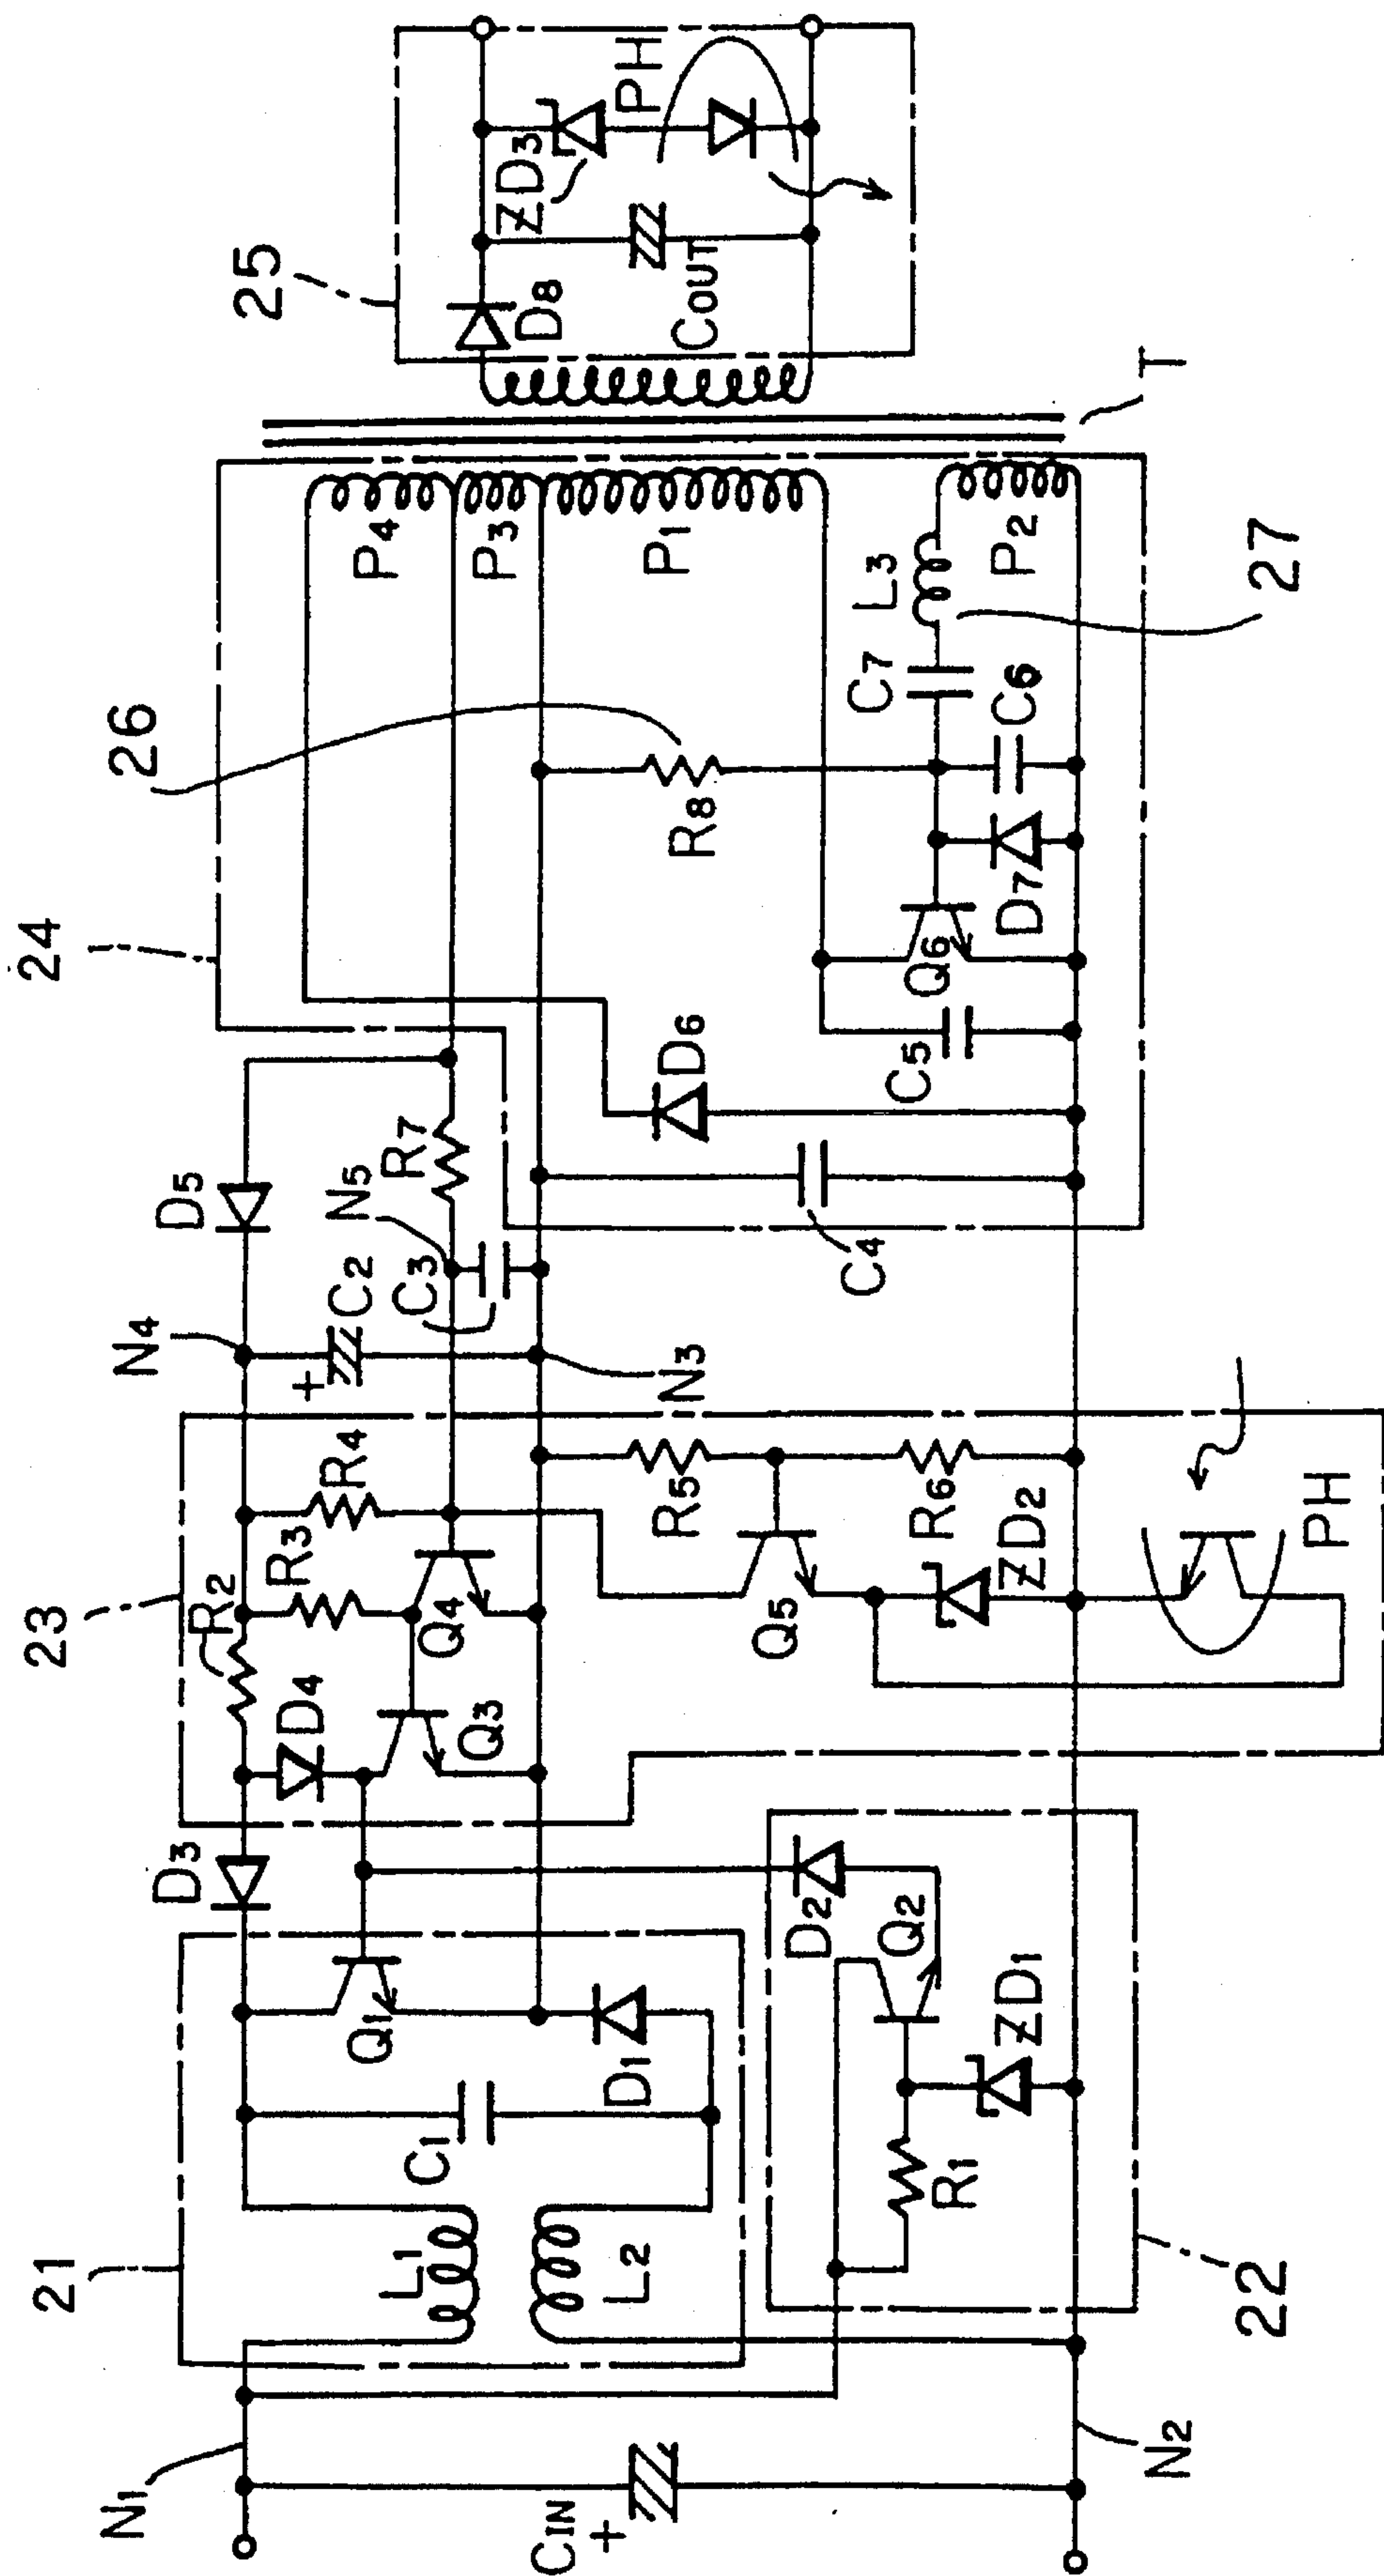 21
23
24
25
26
27
22
N1
N2
N3
N4
N5
CIN
+
L1
L2
C1
Q1
D1
D3
D2
Q2
ZD1
R1
R2
R3
R4
D4
Q3
Q4
Q5
R5
R6
ZD2
PH
C2
+
C3
C4
D5
R7
D6
C5
Q6
D7
C6
C7
L3
R8
P4
P3
P1
P2
T
D8
COUT
ZD3
PH